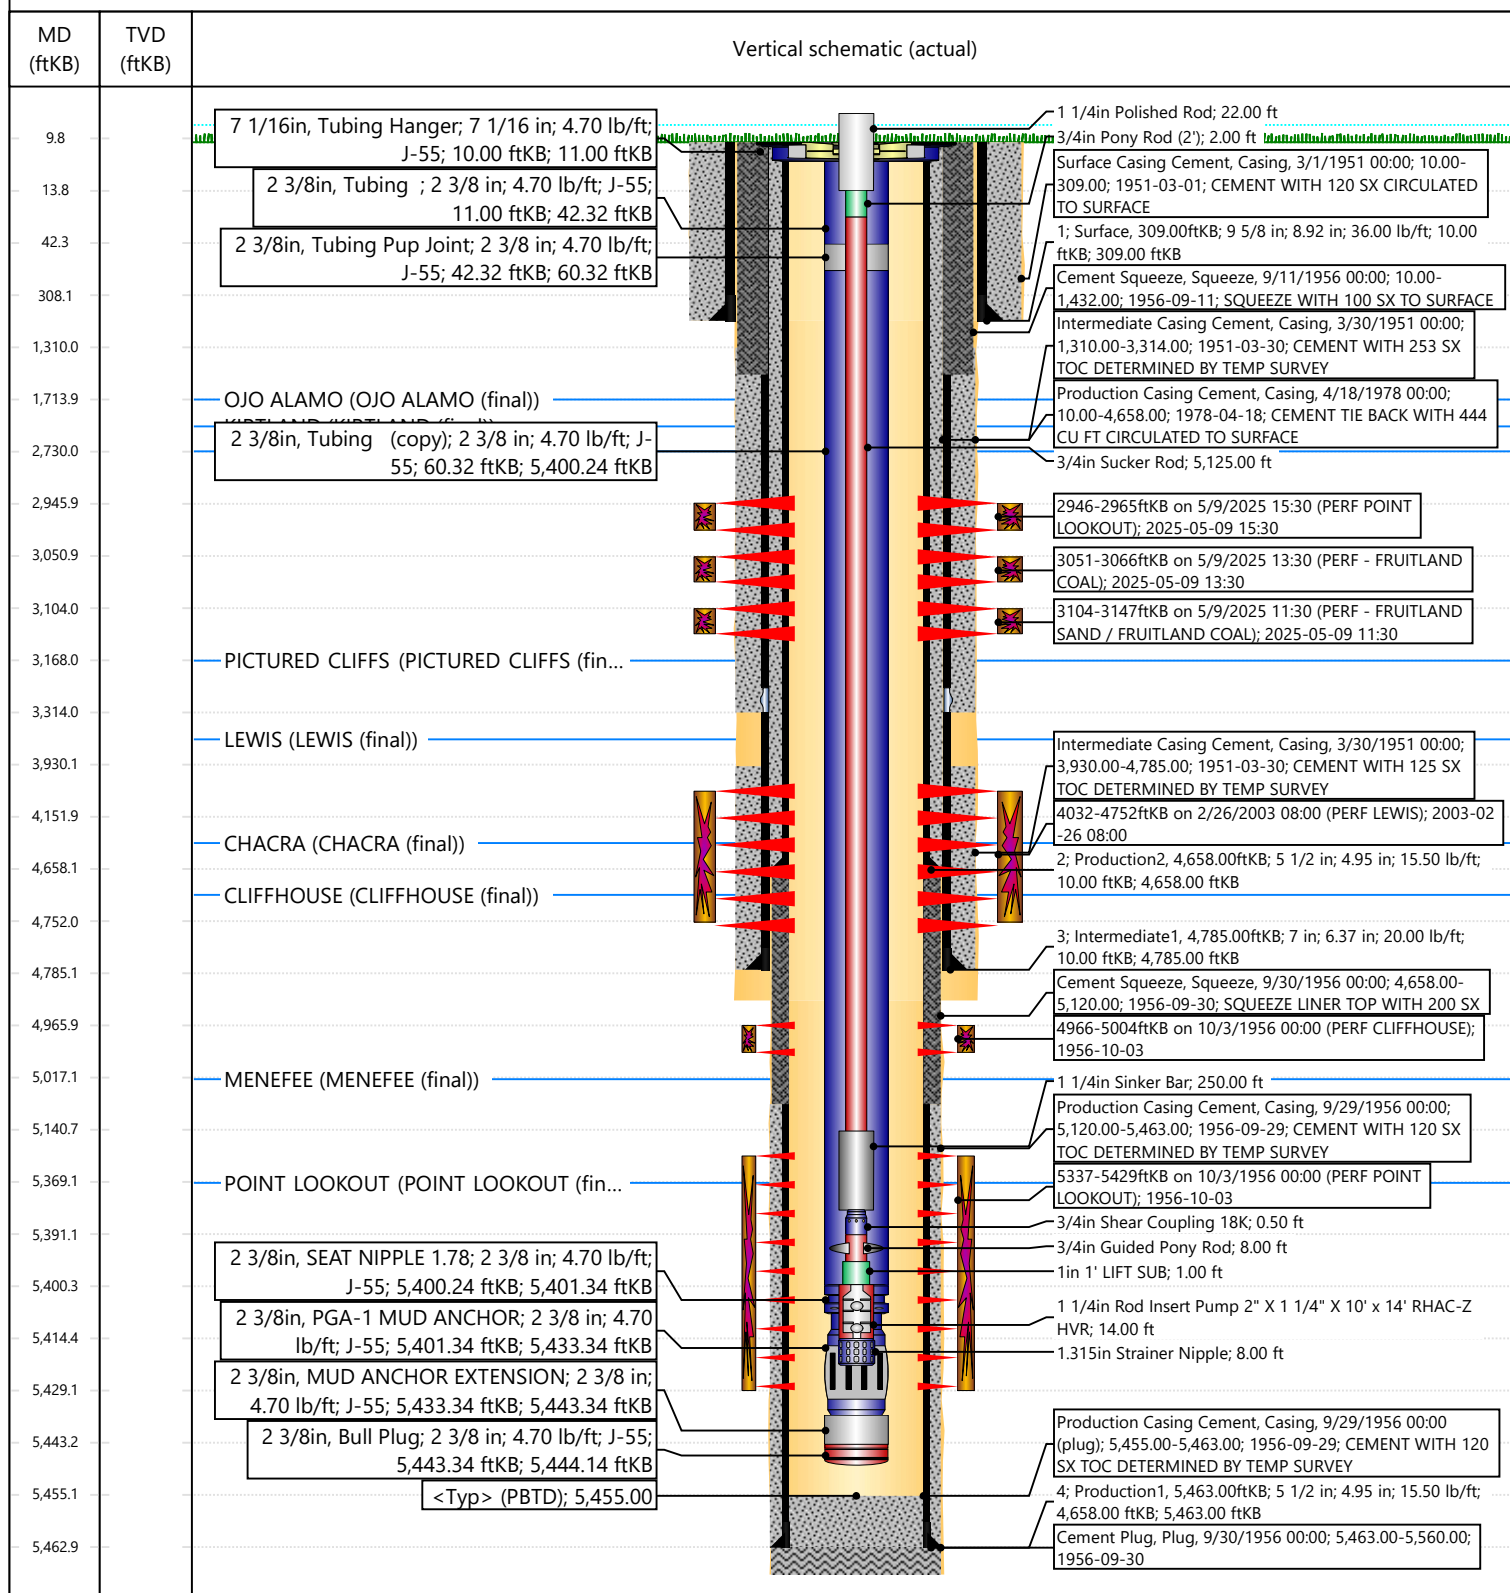 MD
(ftKB)
TVD
(ftKB)
Vertical schematic (actual)
9.8
13.8
42.3
308.1
1,310.0
1,713.9
2,730.0
2,945.9
3,050.9
3,104.0
3,168.0
3,314.0
3,930.1
4,151.9
4,658.1
4,752.0
4,785.1
4,965.9
5,017.1
5,140.7
5,369.1
5,391.1
5,400.3
5,414.4
5,429.1
5,443.2
5,455.1
5,462.9
7 1/16in, Tubing Hanger; 7 1/16 in; 4.70 lb/ft;
J-55; 10.00 ftKB; 11.00 ftKB
2 3/8in, Tubing ; 2 3/8 in; 4.70 lb/ft; J-55;
11.00 ftKB; 42.32 ftKB
2 3/8in, Tubing Pup Joint; 2 3/8 in; 4.70 lb/ft;
J-55; 42.32 ftKB; 60.32 ftKB
OJO ALAMO (OJO ALAMO (final))
KIRTLAND (KIRTLAND (final))
2 3/8in, Tubing (copy); 2 3/8 in; 4.70 lb/ft; J-
55; 60.32 ftKB; 5,400.24 ftKB
PICTURED CLIFFS (PICTURED CLIFFS (fin...
LEWIS (LEWIS (final))
CHACRA (CHACRA (final))
CLIFFHOUSE (CLIFFHOUSE (final))
MENEFEE (MENEFEE (final))
POINT LOOKOUT (POINT LOOKOUT (fin...
2 3/8in, SEAT NIPPLE 1.78; 2 3/8 in; 4.70 lb/ft;
J-55; 5,400.24 ftKB; 5,401.34 ftKB
2 3/8in, PGA-1 MUD ANCHOR; 2 3/8 in; 4.70
lb/ft; J-55; 5,401.34 ftKB; 5,433.34 ftKB
2 3/8in, MUD ANCHOR EXTENSION; 2 3/8 in;
4.70 lb/ft; J-55; 5,433.34 ftKB; 5,443.34 ftKB
2 3/8in, Bull Plug; 2 3/8 in; 4.70 lb/ft; J-55;
5,443.34 ftKB; 5,444.14 ftKB
<Typ> (PBTD); 5,455.00
1 1/4in Polished Rod; 22.00 ft
3/4in Pony Rod (2'); 2.00 ft
Surface Casing Cement, Casing, 3/1/1951 00:00; 10.00-
309.00; 1951-03-01; CEMENT WITH 120 SX CIRCULATED
TO SURFACE
1; Surface, 309.00ftKB; 9 5/8 in; 8.92 in; 36.00 lb/ft; 10.00
ftKB; 309.00 ftKB
Cement Squeeze, Squeeze, 9/11/1956 00:00; 10.00-
1,432.00; 1956-09-11; SQUEEZE WITH 100 SX TO SURFACE
Intermediate Casing Cement, Casing, 3/30/1951 00:00;
1,310.00-3,314.00; 1951-03-30; CEMENT WITH 253 SX
TOC DETERMINED BY TEMP SURVEY
Production Casing Cement, Casing, 4/18/1978 00:00;
10.00-4,658.00; 1978-04-18; CEMENT TIE BACK WITH 444
CU FT CIRCULATED TO SURFACE
3/4in Sucker Rod; 5,125.00 ft
2946-2965ftKB on 5/9/2025 15:30 (PERF POINT
LOOKOUT); 2025-05-09 15:30
3051-3066ftKB on 5/9/2025 13:30 (PERF - FRUITLAND
COAL); 2025-05-09 13:30
3104-3147ftKB on 5/9/2025 11:30 (PERF - FRUITLAND
SAND / FRUITLAND COAL); 2025-05-09 11:30
Intermediate Casing Cement, Casing, 3/30/1951 00:00;
3,930.00-4,785.00; 1951-03-30; CEMENT WITH 125 SX
TOC DETERMINED BY TEMP SURVEY
4032-4752ftKB on 2/26/2003 08:00 (PERF LEWIS); 2003-02
-26 08:00
2; Production2, 4,658.00ftKB; 5 1/2 in; 4.95 in; 15.50 lb/ft;
10.00 ftKB; 4,658.00 ftKB
3; Intermediate1, 4,785.00ftKB; 7 in; 6.37 in; 20.00 lb/ft;
10.00 ftKB; 4,785.00 ftKB
Cement Squeeze, Squeeze, 9/30/1956 00:00; 4,658.00-
5,120.00; 1956-09-30; SQUEEZE LINER TOP WITH 200 SX
4966-5004ftKB on 10/3/1956 00:00 (PERF CLIFFHOUSE);
1956-10-03
1 1/4in Sinker Bar; 250.00 ft
Production Casing Cement, Casing, 9/29/1956 00:00;
5,120.00-5,463.00; 1956-09-29; CEMENT WITH 120 SX
TOC DETERMINED BY TEMP SURVEY
5337-5429ftKB on 10/3/1956 00:00 (PERF POINT
LOOKOUT); 1956-10-03
3/4in Shear Coupling 18K; 0.50 ft
3/4in Guided Pony Rod; 8.00 ft
1in 1' LIFT SUB; 1.00 ft
1 1/4in Rod Insert Pump 2" X 1 1/4" X 10' x 14' RHAC-Z
HVR; 14.00 ft
1.315in Strainer Nipple; 8.00 ft
Production Casing Cement, Casing, 9/29/1956 00:00
(plug); 5,455.00-5,463.00; 1956-09-29; CEMENT WITH 120
SX TOC DETERMINED BY TEMP SURVEY
4; Production1, 5,463.00ftKB; 5 1/2 in; 4.95 in; 15.50 lb/ft;
4,658.00 ftKB; 5,463.00 ftKB
Cement Plug, Plug, 9/30/1956 00:00; 5,463.00-5,560.00;
1956-09-30